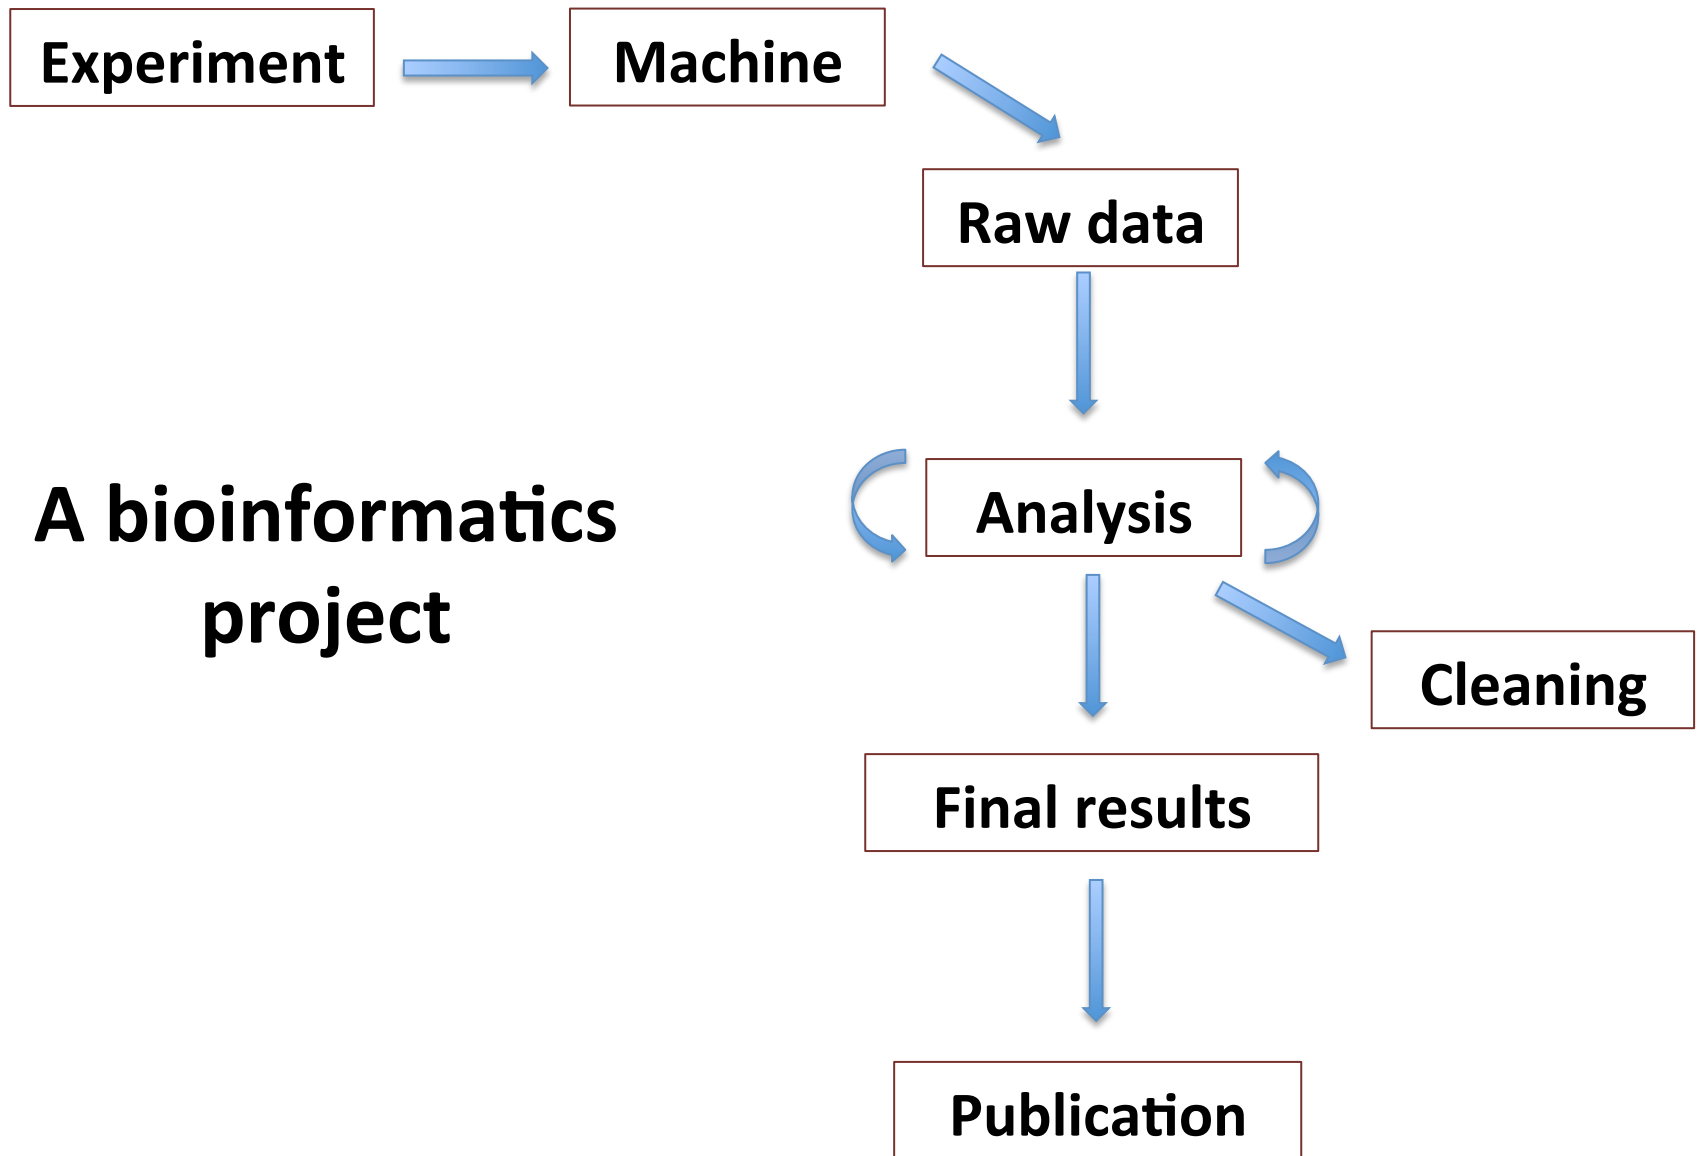 Experiment
Machine
Raw data
Analysis
A bioinformatics
project
Cleaning
Final results
Publication